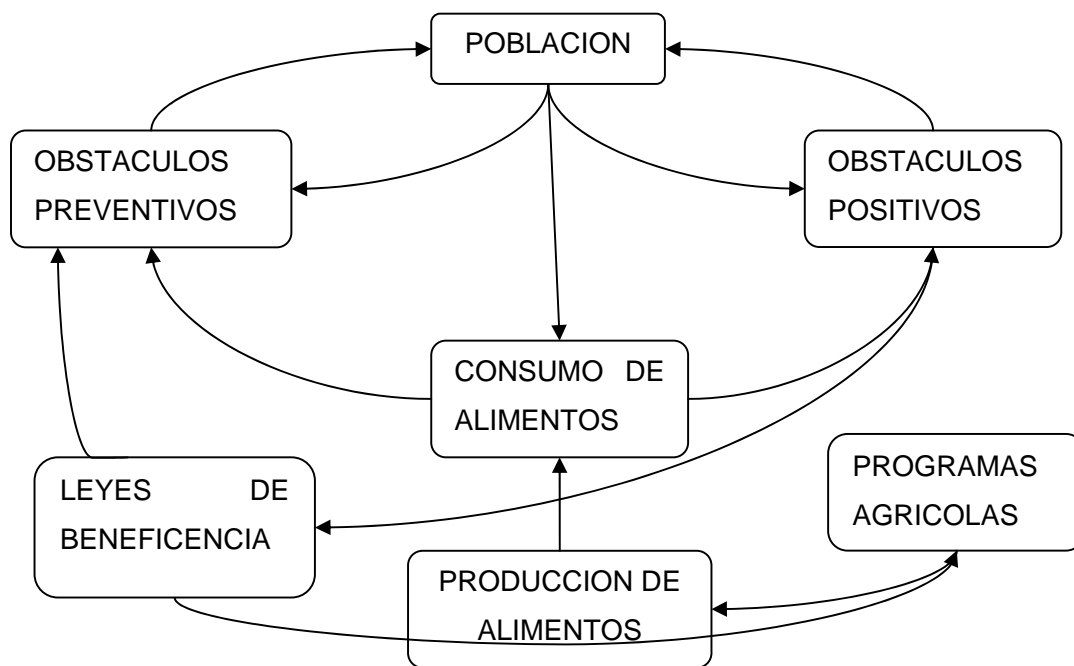 POBLACION
OBSTACULOS
PREVENTIVOS
OBSTACULOS
POSITIVOS
CONSUMO DE
ALIMENTOS
LEYES DE
BENEFICENCIA
PROGRAMAS
AGRICOLAS
PRODUCCION DE
ALIMENTOS